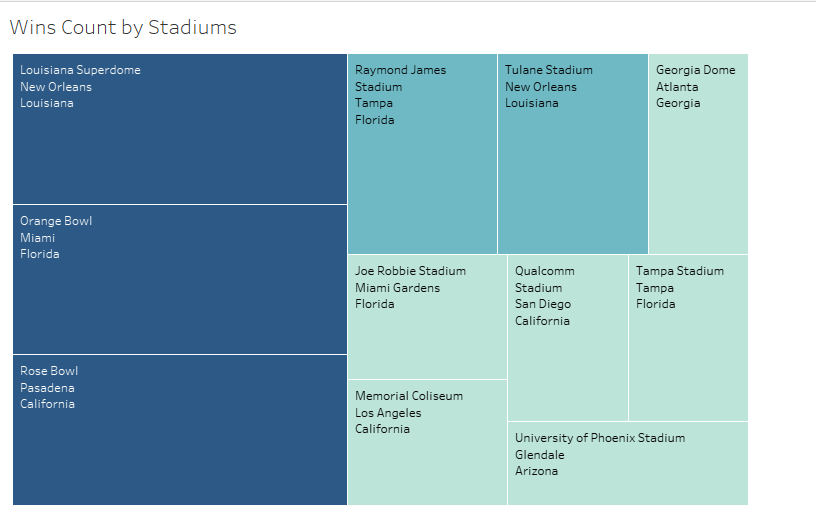 Wins Count by Stadiums
Louisiana Superdome
New Orleans
Louisiana
Orange Bowl
Miami
Florida
Rose Bowl
Pasadena
California
Raymond James
Stadium
Tampa
Florida
Tulane Stadium
New Orleans
Louisiana
Georgia Dome
Atlanta
Georgia
Joe Robbie Stadium
Miami Gardens
Florida
Memorial Coliseum
Los Angeles
California
Qualcomm
Stadium
San Diego
California
Tampa Stadium
Tampa
Florida
University of Phoenix Stadium
Glendale
Arizona